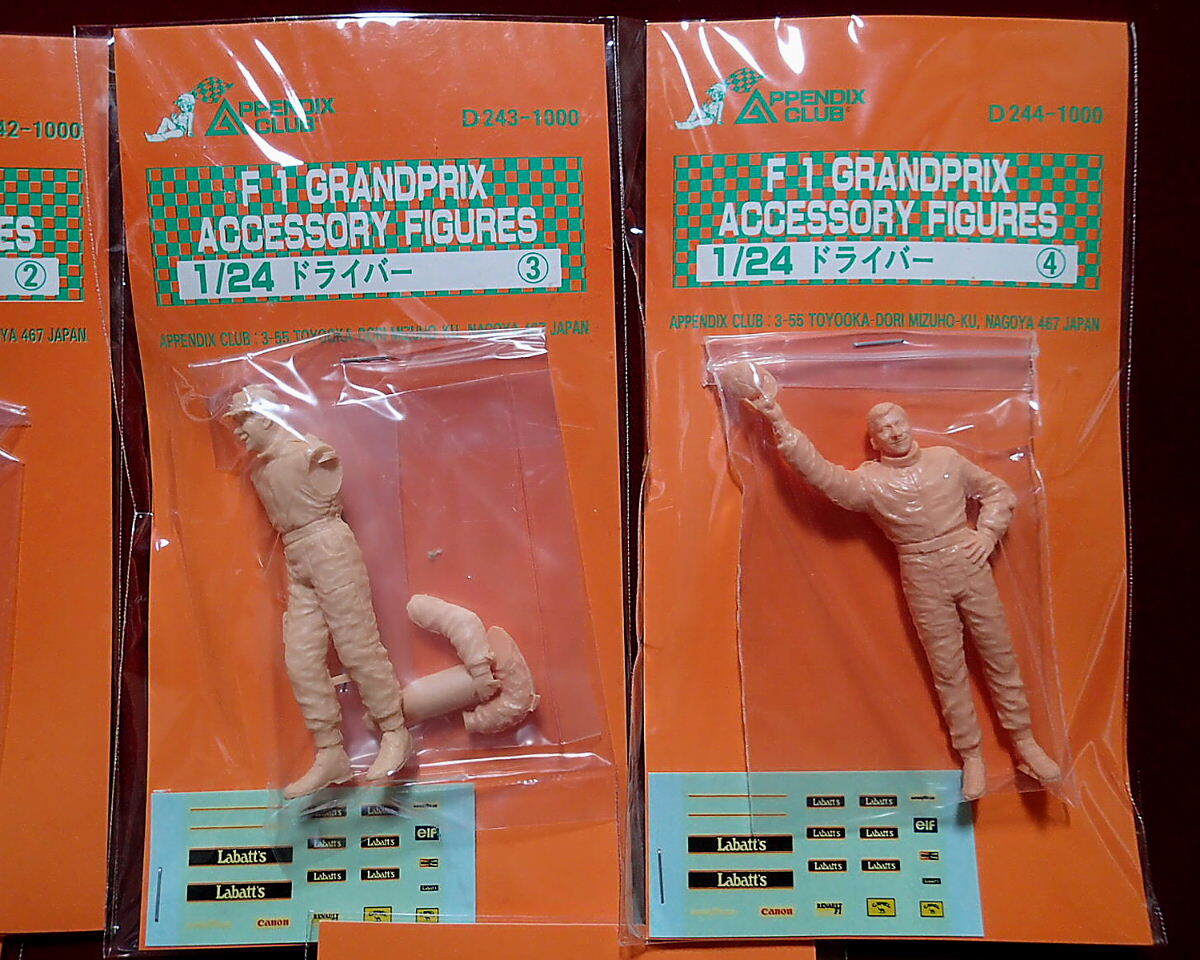 42-1000
ES
②
YA 467 JAPAN
APPENDIX
CLUB
D 243-1000
F 1 GRANDPRIX
ACCESSORY FIGURES
1/24 ドライバー ③
APPENDIX CLUB : 3-55 TOYOOKA-DORI MIZUHO-KU, NAGOYA 467 JAPAN
Labatt's Labatt's
Labatt's Labatt's elf
Labatt's
Labatt's Labatt's
Labatt's
Canon RENAULT
APPENDIX
CLUB
D 244-1000
F 1 GRANDPRIX
ACCESSORY FIGURES
1/24 ドライバー ④
APPENDIX CLUB : 3-55 TOYOOKA-DORI MIZUHO-KU, NAGOYA 467 JAPAN
Labatt's Labatt's
Labatt's Labatt's elf
Labatt's
Labatt's Labatt's
Labatt's
Canon RENAULT